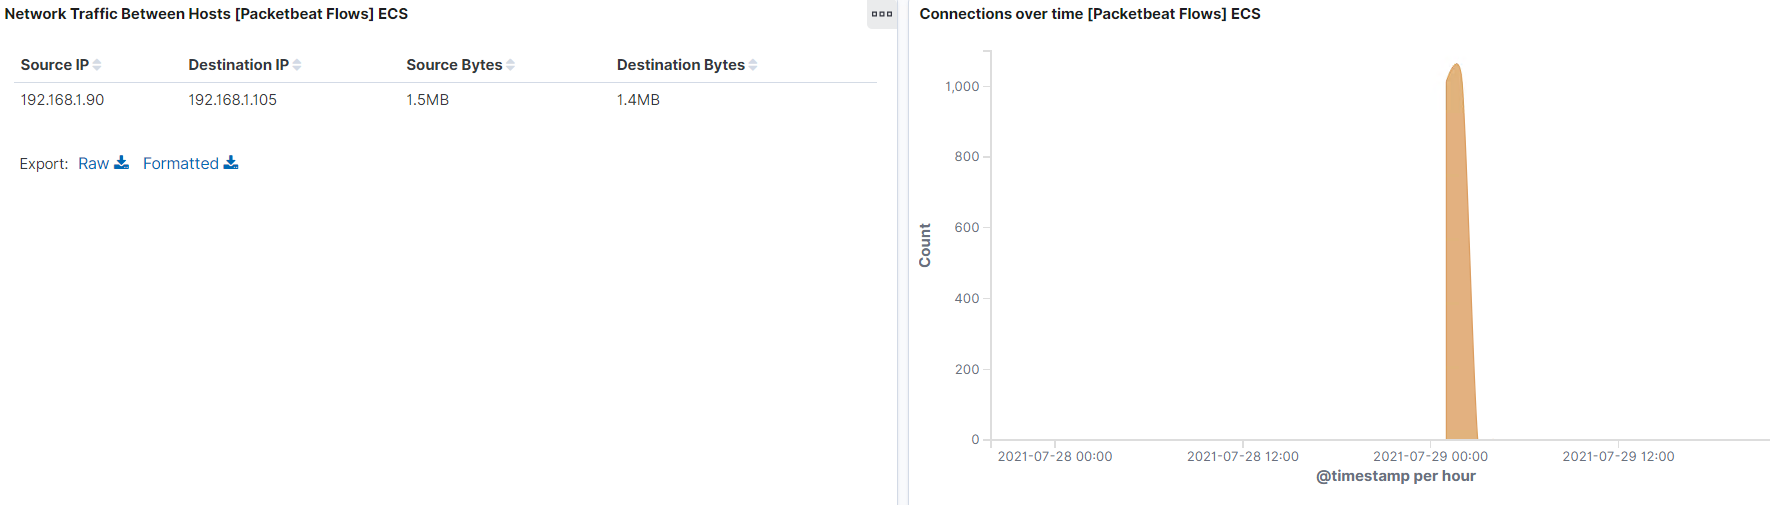 Network Traffic Between Hosts [Packetbeat Flows] ECS
Source IP Destination IP Source Bytes Destination Bytes
192.168.1.90 192.168.1.105 1.5MB 1.4MB
Export: Raw Formatted
Connections over time [Packetbeat Flows] ECS
Count
1,000
800
600
400
200
0
2021-07-28 00:00 2021-07-28 12:00 2021-07-29 00:00 2021-07-29 12:00
@timestamp per hour